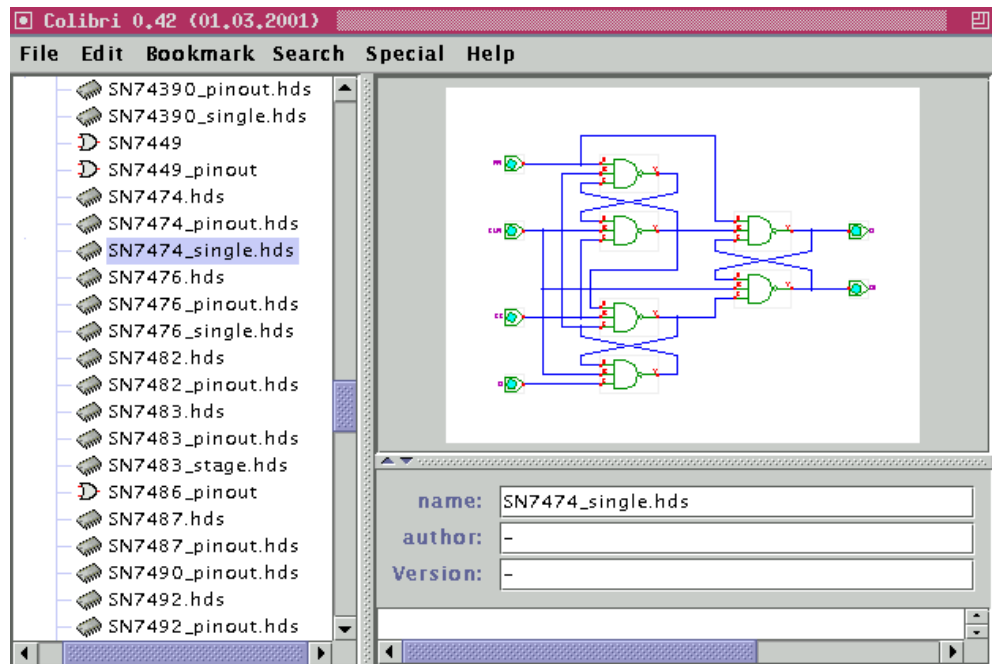 Colibri 0.42 (01.03.2001)
File Edit Bookmark Search Special Help
SN74390_pinout.hds
SN74390_single.hds
SN7449
SN7449_pinout
SN7474.hds
SN7474_pinout.hds
SN7474_single.hds
SN7476.hds
SN7476_pinout.hds
SN7476_single.hds
SN7482.hds
SN7482_pinout.hds
SN7483.hds
SN7483_pinout.hds
SN7483_stage.hds
SN7486_pinout
SN7487.hds
SN7487_pinout.hds
SN7490_pinout.hds
SN7492.hds
SN7492_pinout.hds
name: SN7474_single.hds
author: -
Version: -